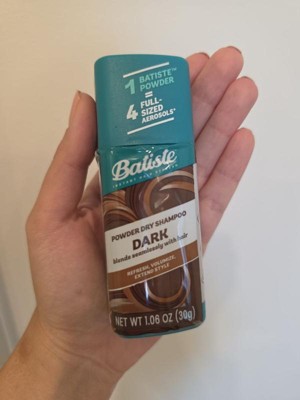 1 BATISTE™
POWDER
=
4 FULL-
SIZED
AEROSOLS*
Batiste
POWDER DRY SHAMPOO
DARK
blends seamlessly with hair
REFRESH, VOLUMIZE,
EXTEND STYLE
NET WT 1.06 OZ (30g)